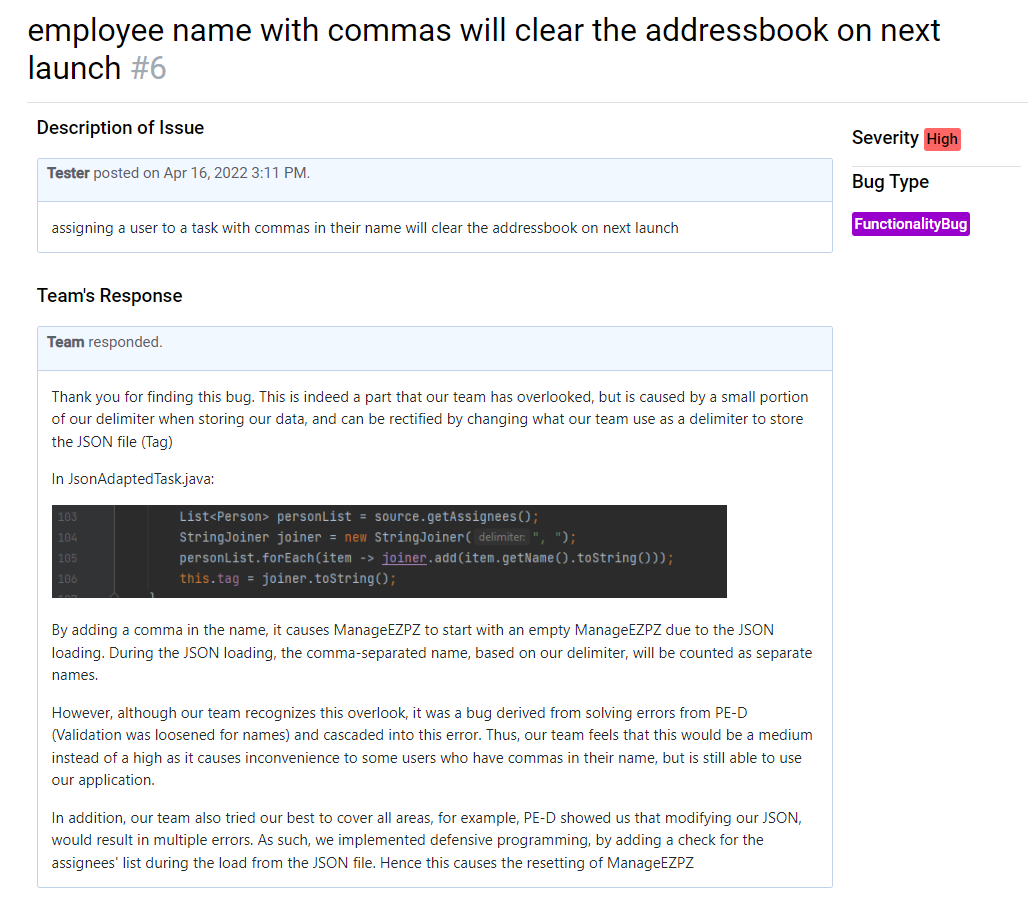 employee name with commas will clear the addressbook on next
launch #6
Description of Issue
Severity High
Tester posted on Apr 16, 2022 3:11 PM.
Bug Type
FunctionalityBug
assigning a user to a task with commas in their name will clear the addressbook on next launch
Team's Response
Team responded.
Thank you for finding this bug. This is indeed a part that our team has overlooked, but is caused by a small portion
of our delimiter when storing our data, and can be rectified by changing what our team use as a delimiter to store
the JSON file (Tag)
In JsonAdaptedTask.java:
103 List<Person> personList = source.getAssignees();
104 StringJoiner joiner = new StringJoiner( delimiter: ", ");
105 personList.forEach(item -> joiner.add(item.getName().toString()));
106 this.tag = joiner.toString();
By adding a comma in the name, it causes ManageEZPZ to start with an empty ManageEZPZ due to the JSON
loading. During the JSON loading, the comma-separated name, based on our delimiter, will be counted as separate
names.
However, although our team recognizes this overlook, it was a bug derived from solving errors from PE-D
(Validation was loosened for names) and cascaded into this error. Thus, our team feels that this would be a medium
instead of a high as it causes inconvenience to some users who have commas in their name, but is still able to use
our application.
In addition, our team also tried our best to cover all areas, for example, PE-D showed us that modifying our JSON,
would result in multiple errors. As such, we implemented defensive programming, by adding a check for the
assignees' list during the load from the JSON file. Hence this causes the resetting of ManageEZPZ